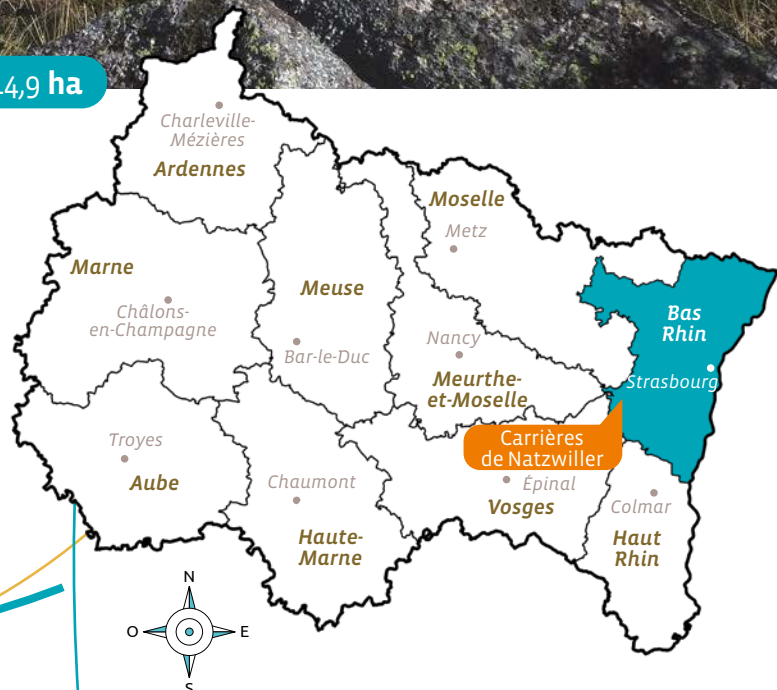 4,9 ha
Charleville-
Mézières
Ardennes
Moselle
Metz
Marne
Meuse
Châlons-
en-Champagne
Bar-le-Duc
Nancy
Meurthe-
et-Moselle
Bas
Rhin
Strasbourg
Carrières
de Natzwiller
Troyes
Aube
Chaumont
Haute-
Marne
Épinal
Vosges
Colmar
Haut
Rhin
N
O
E
S